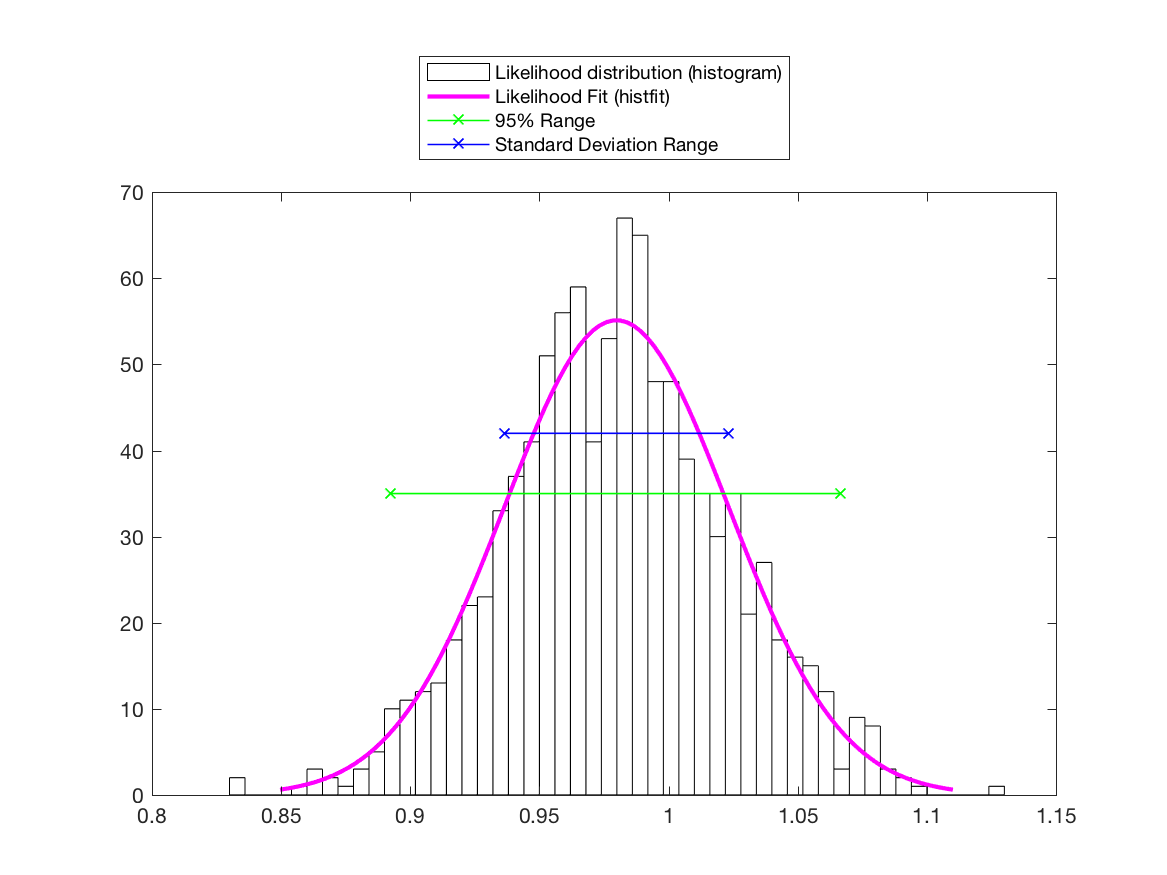 Likelihood distribution (histogram)
Likelihood Fit (histfit)
95% Range
Standard Deviation Range
70
60
50
40
30
20
10
0
0.8 0.85 0.9 0.95 1 1.05 1.1 1.15